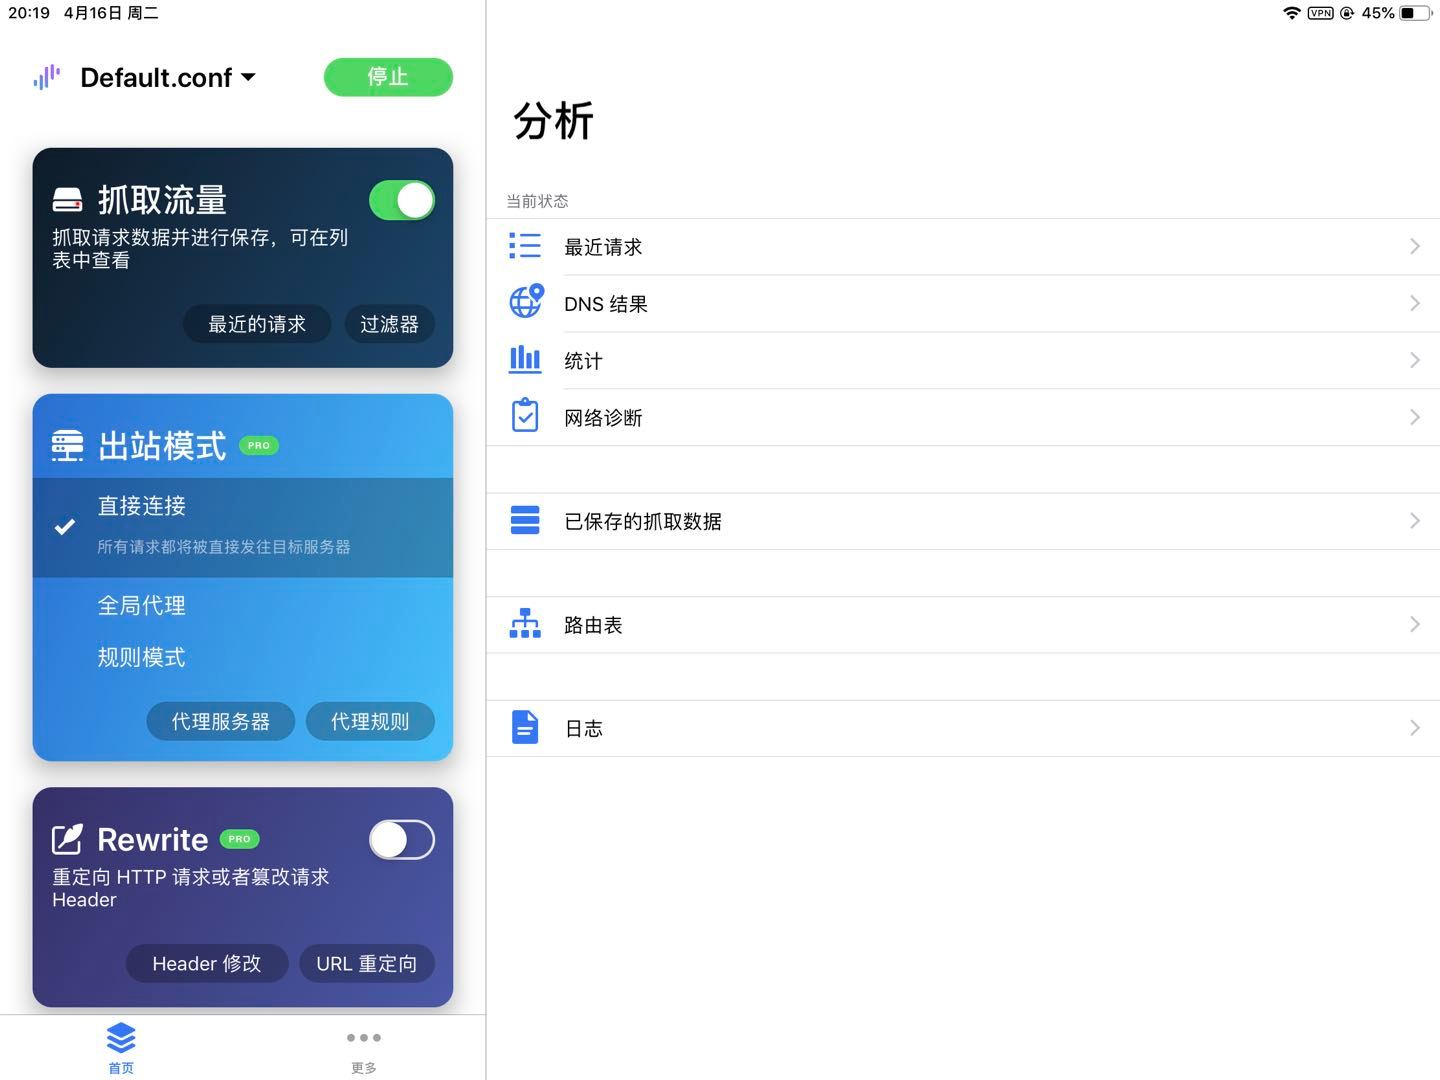 20:19 4月16日 周二
VPN 45%
Default.conf
停止
抓取流量
抓取请求数据并进行保存，可在列
表中查看
最近的请求 过滤器
出站模式 PRO
直接连接
所有请求都将被直接发往目标服务器
全局代理
规则模式
代理服务器 代理规则
Rewrite PRO
重定向 HTTP 请求或者篡改请求
Header
Header 修改 URL 重定向
首页 更多
分析
当前状态
最近请求
DNS 结果
统计
网络诊断
已保存的抓取数据
路由表
日志